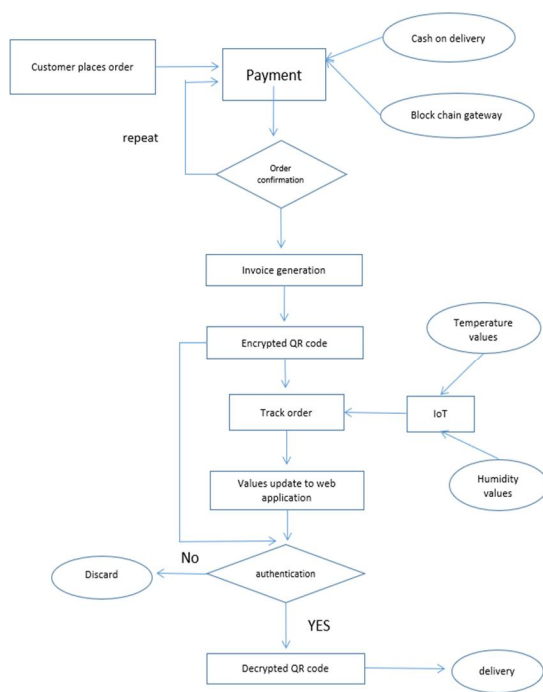 Cash on delivery
Customer places order
Payment
Block chain gateway
repeat
Order
confirmation
Invoice generation
Temperature
values
Encrypted QR code
Track order
IoT
Values update to web
application
Humidity
values
No
Discard
authentication
YES
Decrypted QR code
delivery